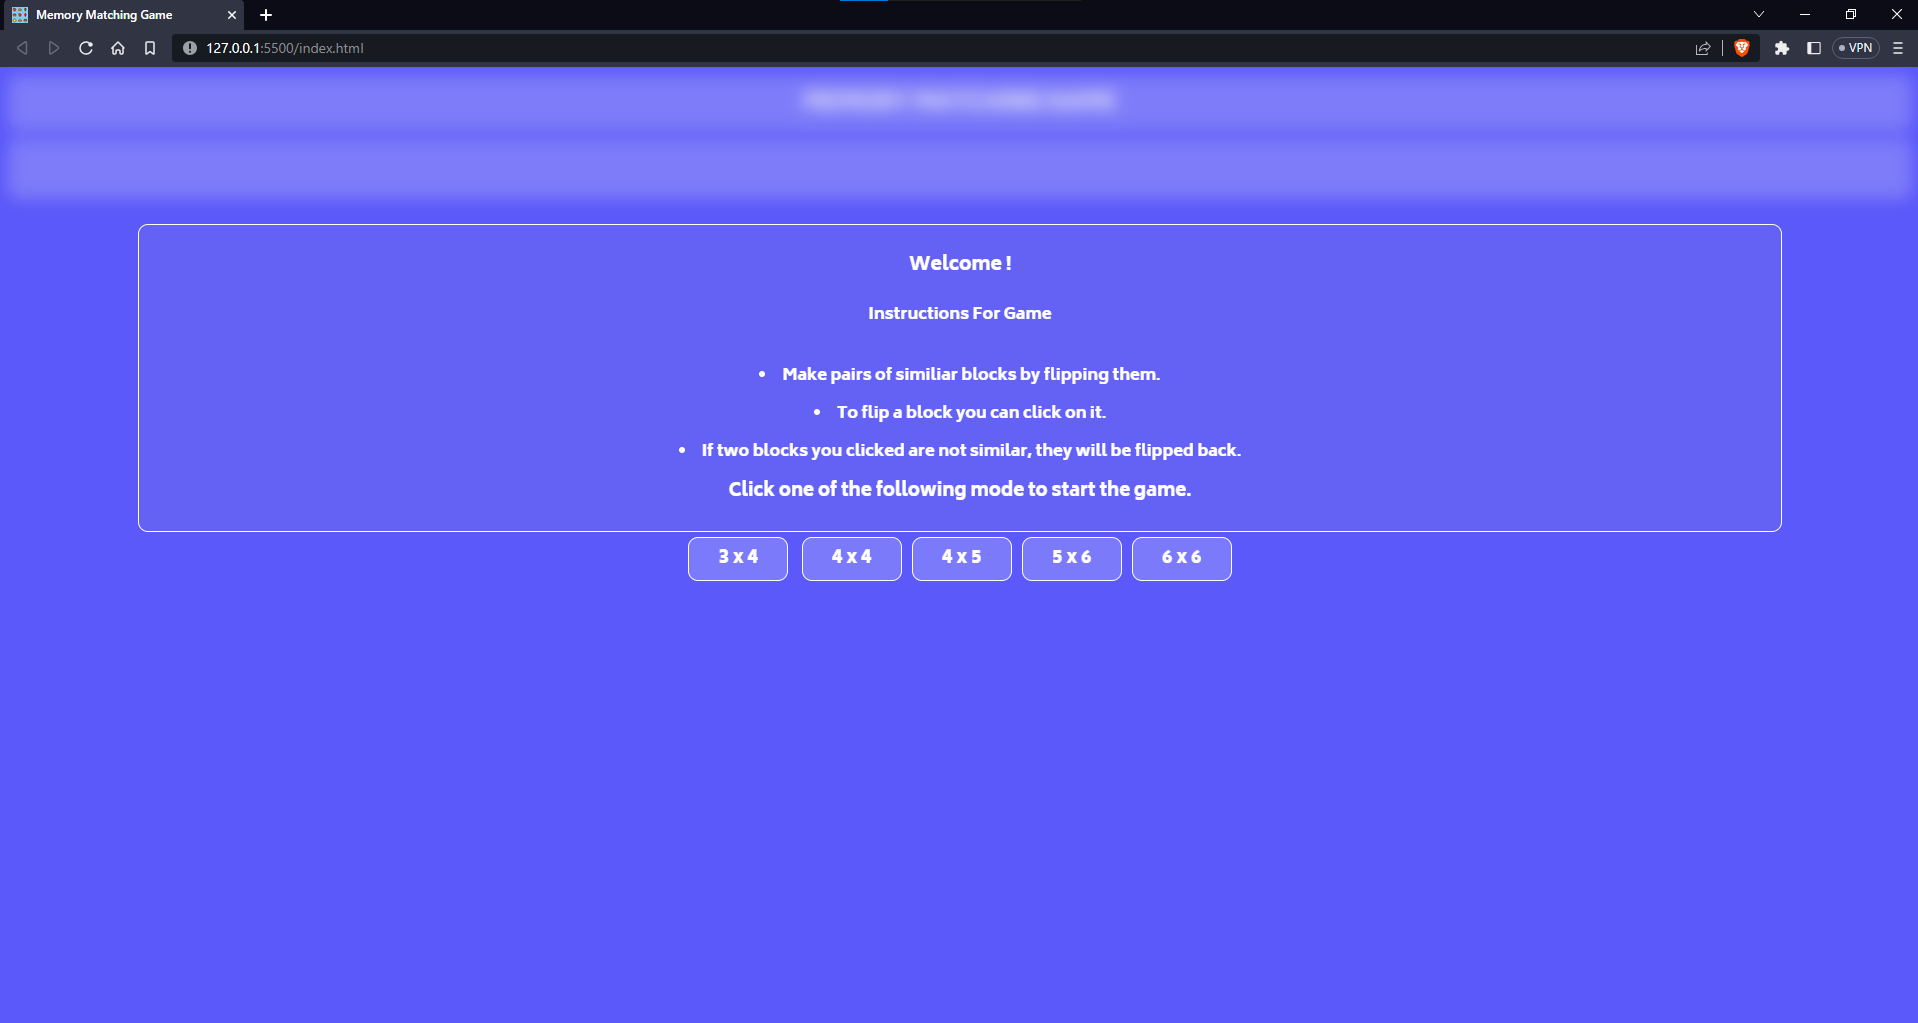 Memory Matching Game
127.0.0.1:5500/index.html
VPN
MEMORY MATCHING GAME
Welcome !
Instructions For Game
• Make pairs of similiar blocks by flipping them.
• To flip a block you can click on it.
• If two blocks you clicked are not similar, they will be flipped back.
Click one of the following mode to start the game.
3 x 4 4 x 4 4 x 5 5 x 6 6 x 6